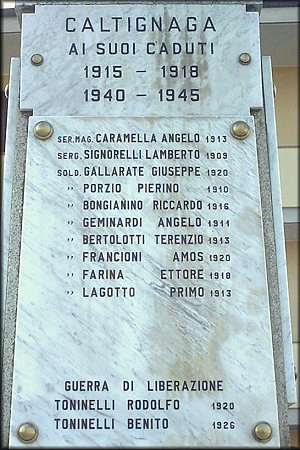 CALTIGNAGA
AI SUOI CADUTI
1915 – 1918
1940 – 1945
SER. MAG. CARAMELLA ANGELO 1913
SERG. SIGNORELLI LAMBERTO 1909
SOLD. GALLARATE GIUSEPPE 1920
" PORZIO PIERINO 1910
" BONGIANINO RICCARDO 1916
" GEMINARDI ANGELO 1911
" BERTOLOTTI TERENZIO 1913
" FRANCIONI AMOS 1920
" FARINA ETTORE 1918
" LAGOTTO PRIMO 1913
GUERRA DI LIBERAZIONE
TONINELLI RODOLFO 1920
TONINELLI BENITO 1926